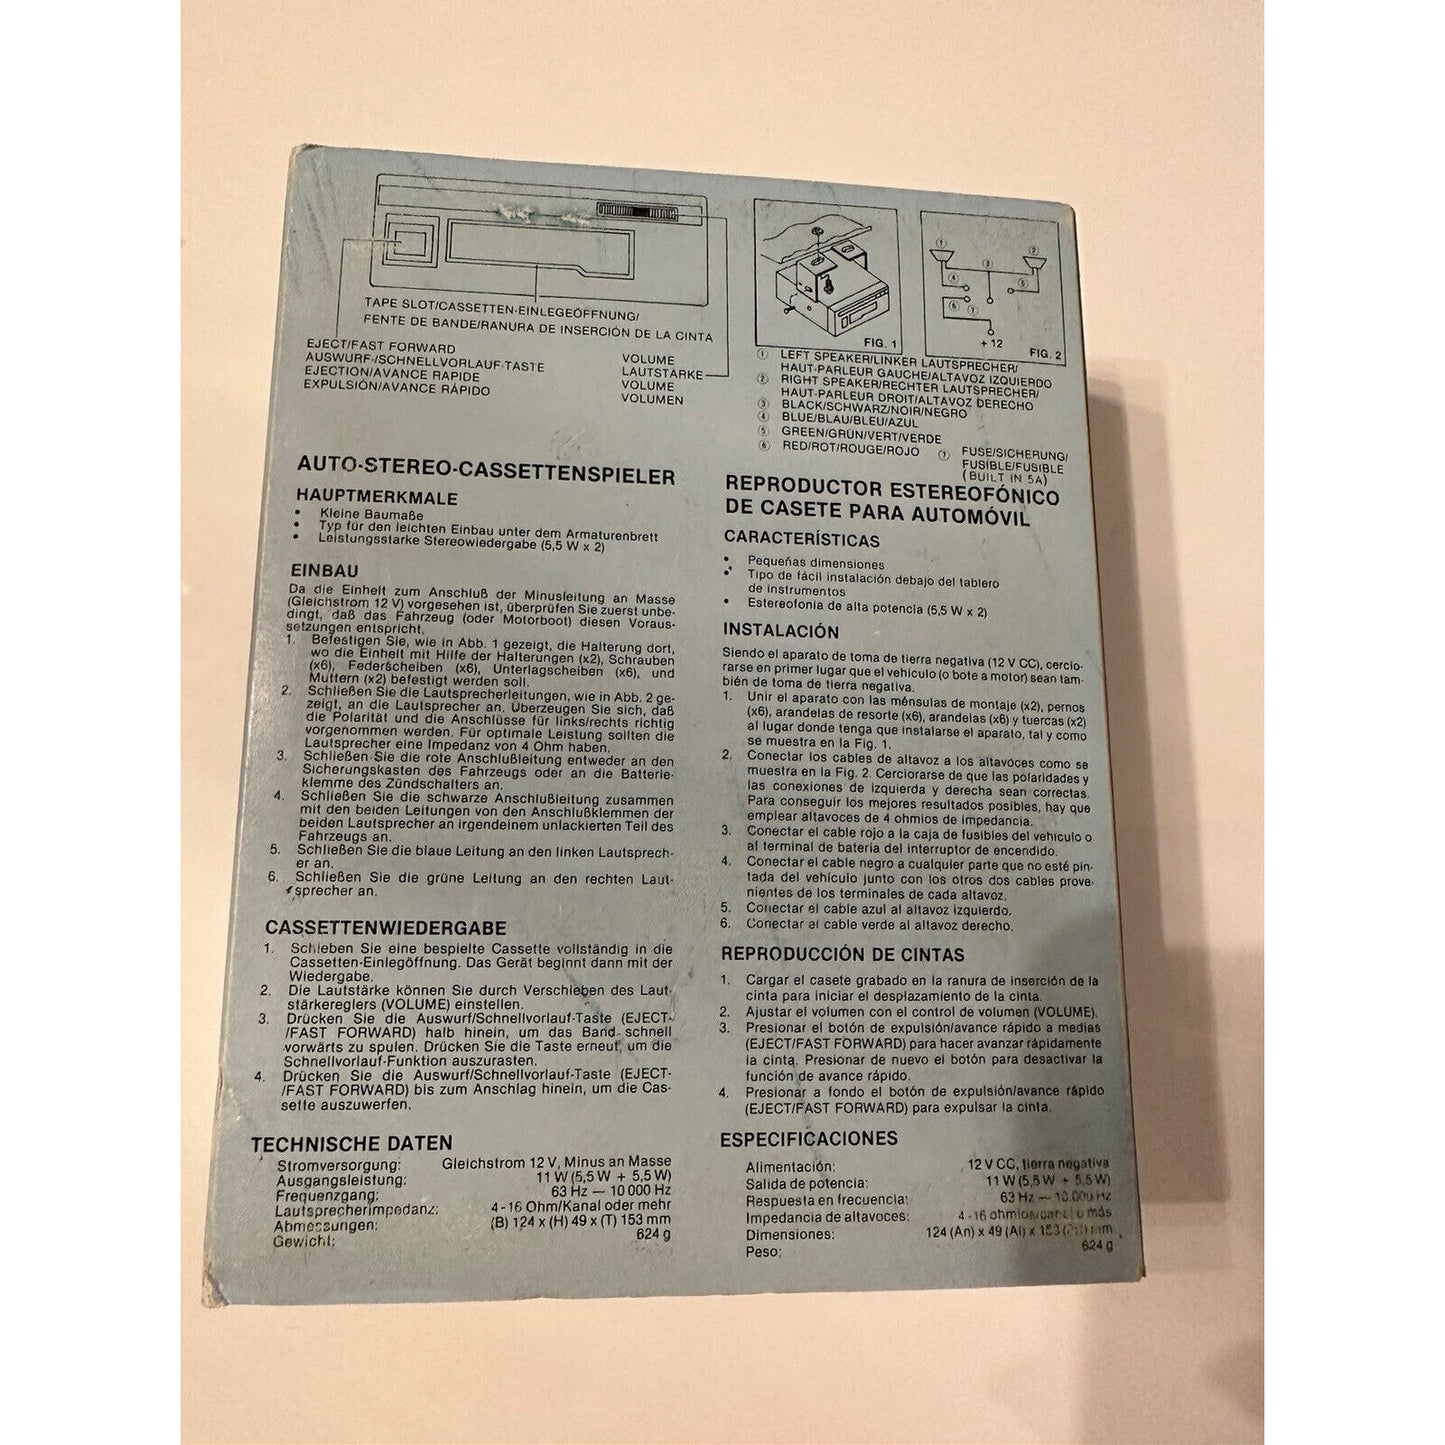 TAPE SLOT/CASSETTEN-EINLEGEÖFFNUNG/
FENTE DE BANDE/RANURA DE INSERCIÓN DE LA CINTA
EJECT/FAST FORWARD
AUSWURF-/SCHNELLVORLAUF-TASTE
EJECTION/AVANCE RAPIDE
EXPULSIÓN/AVANCE RÁPIDO
VOLUME
LAUTSTÄRKE
VOLUME
VOLUMEN
FIG. 1
① ② ③ ④ ⑤ ⑥ ⑦
+ 12
FIG. 2
① LEFT SPEAKER/LINKER LAUTSPRECHER/
HAUT-PARLEUR GAUCHE/ALTAVOZ IZQUIERDO
② RIGHT SPEAKER/RECHTER LAUTSPRECHER/
HAUT-PARLEUR DROIT/ALTAVOZ DERECHO
③ BLACK/SCHWARZ/NOIR/NEGRO
④ BLUE/BLAU/BLEU/AZUL
⑤ GREEN/GRÜN/VERT/VERDE
⑥ RED/ROT/ROUGE/ROJO
⑦ FUSE/SICHERUNG/
FUSIBLE/FUSIBLE
(BUILT IN 5A)
AUTO-STEREO-CASSETTENSPIELER
HAUPTMERKMALE
• Kleine Baumaße
• Typ für den leichten Einbau unter dem Armaturenbrett
• Leistungsstarke Stereowiedergabe (5,5 W x 2)
EINBAU
Da die Einheit zum Anschluß der Minusleitung an Masse
(Gleichstrom 12 V) vorgesehen ist, überprüfen Sie zuerst unbe-
dingt, daß das Fahrzeug (oder Motorboot) diesen Voraus-
setzungen entspricht.
1. Befestigen Sie, wie in Abb. 1 gezeigt, die Halterung dort,
wo die Einheit mit Hilfe der Halterungen (x2), Schrauben
(x6), Federscheiben (x6), Unterlagscheiben (x6), und
Muttern (x2) befestigt werden soll.
2. Schließen Sie die Lautsprecherleitungen, wie in Abb. 2 ge-
zeigt, an die Lautsprecher an. Überzeugen Sie sich, daß
die Polarität und die Anschlüsse für links/rechts richtig
vorgenommen werden. Für optimale Leistung sollten die
Lautsprecher eine Impedanz von 4 Ohm haben.
3. Schließen Sie die rote Anschlußleitung entweder an den
Sicherungskasten des Fahrzeugs oder an die Batterie-
klemme des Zündschalters an.
4. Schließen Sie die schwarze Anschlußleitung zusammen
mit den beiden Leitungen von den Anschlußklemmen der
beiden Lautsprecher an irgendeinem unlackierten Teil des
Fahrzeugs an.
5. Schließen Sie die blaue Leitung an den linken Lautsprech-
er an.
6. Schließen Sie die grüne Leitung an den rechten Laut-
sprecher an.
CASSETTENWIEDERGABE
1. Schieben Sie eine bespielte Cassette vollständig in die
Cassetten-Einlegöffnung. Das Gerät beginnt dann mit der
Wiedergabe.
2. Die Lautstärke können Sie durch Verschieben des Laut-
stärkereglers (VOLUME) einstellen.
3. Drücken Sie die Auswurf/Schnellvorlauf-Taste (EJECT-
/FAST FORWARD) halb hinein, um das Band schnell
vorwärts zu spulen. Drücken Sie die Taste erneut, um die
Schnellvorlauf-Funktion auszurasten.
4. Drücken Sie die Auswurf/Schnellvorlauf-Taste (EJECT-
/FAST FORWARD) bis zum Anschlag hinein, um die Cas-
sette auszuwerfen.
TECHNISCHE DATEN
Stromversorgung: Gleichstrom 12 V, Minus an Masse
Ausgangsleistung: 11 W (5,5 W + 5,5 W)
Frequenzgang: 63 Hz — 10 000 Hz
Lautsprecherimpedanz: 4-16 Ohm/Kanal oder mehr
Abmessungen: (B) 124 x (H) 49 x (T) 153 mm
Gewicht: 624 g
REPRODUCTOR ESTEREOFÓNICO
DE CASETE PARA AUTOMÓVIL
CARACTERÍSTICAS
• Pequeñas dimensiones
• Tipo de fácil instalación debajo del tablero
de instrumentos
• Estereofonia de alta potencia (5,5 W x 2)
INSTALACIÓN
Siendo el aparato de toma de tierra negativa (12 V CC), cercio-
rarse en primer lugar que el vehículo (o bote a motor) sean tam-
bién de toma de tierra negativa.
1. Unir el aparato con las ménsulas de montaje (x2), pernos
(x6), arandelas de resorte (x6), arandelas (x6) y tuercas (x2)
al lugar donde tenga que instalarse el aparato, tal y como
se muestra en la Fig. 1.
2. Conectar los cables de altavoz a los altavoces como se
muestra en la Fig. 2. Cerciorarse de que las polaridades y
las conexiones de izquierda y derecha sean correctas.
Para conseguir los mejores resultados posibles, hay que
emplear altavoces de 4 ohmios de impedancia.
3. Conectar el cable rojo a la caja de fusibles del vehículo o
al terminal de batería del interruptor de encendido.
4. Conectar el cable negro a cualquier parte que no esté pin-
tada del vehículo junto con los otros dos cables prove-
nientes de los terminales de cada altavoz.
5. Conectar el cable azul al altavoz izquierdo.
6. Conectar el cable verde al altavoz derecho.
REPRODUCCIÓN DE CINTAS
1. Cargar el casete grabado en la ranura de inserción de la
cinta para iniciar el desplazamiento de la cinta.
2. Ajustar el volumen con el control de volumen (VOLUME).
3. Presionar el botón de expulsión/avance rápido a medias
(EJECT/FAST FORWARD) para hacer avanzar rápidamente
la cinta. Presionar de nuevo el botón para desactivar la
función de avance rápido.
4. Presionar a fondo el botón de expulsión/avance rápido
(EJECT/FAST FORWARD) para expulsar la cinta.
ESPECIFICACIONES
Alimentación: 12 V CC, tierra negativa
Salida de potencia: 11 W (5,5 W + 5,5 W)
Respuesta en frecuencia: 63 Hz — 10.000 Hz
Impedancia de altavoces: 4 - 16 ohmios/canal o más
Dimensiones: 124 (An) x 49 (Al) x 153 mm
Peso: 624 g